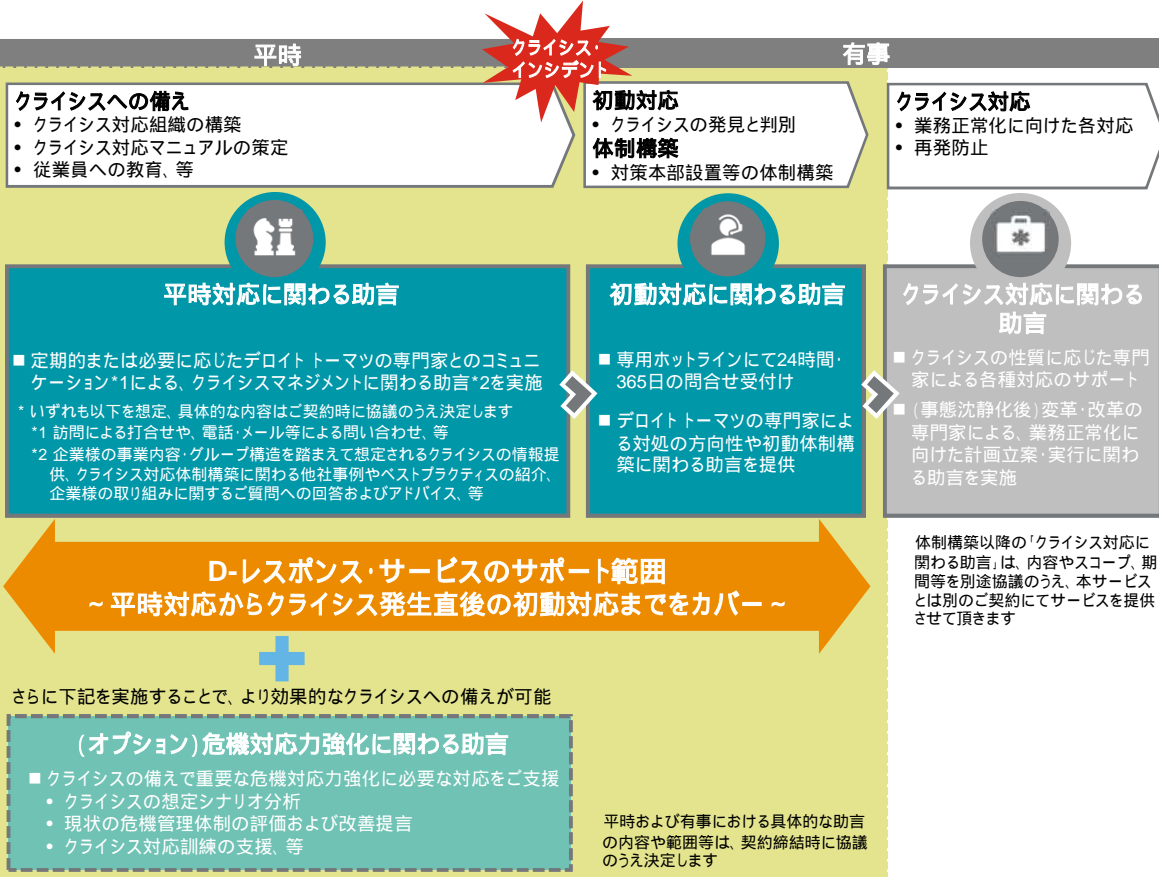 平時
クライシス・
インシデント
有事
クライシスへの備え
• クライシス対応組織の構築
• クライシス対応マニュアルの策定
• 従業員への教育、等
初動対応
• クライシスの発見と判別
体制構築
• 対策本部設置等の体制構築
クライシス対応
• 業務正常化に向けた各対応
• 再発防止
平時対応に関わる助言
■ 定期的または必要に応じたデロイト トーマツの専門家とのコミュニ
ケーション*1による、クライシスマネジメントに関わる助言*2を実施
* いずれも以下を想定、具体的な内容はご契約時に協議のうえ決定します
*1 訪問による打合せや、電話・メール等による問い合わせ、等
*2 企業様の事業内容・グループ構造を踏まえて想定されるクライシスの情報提
供、クライシス対応体制構築に関わる他社事例やベストプラクティスの紹介、
企業様の取り組みに関するご質問への回答およびアドバイス、等
初動対応に関わる助言
■ 専用ホットラインにて24時間・
365日の問合せ受付け
■ デロイト トーマツの専門家によ
る対処の方向性や初動体制構
築に関わる助言を提供
クライシス対応に関わる
助言
■ クライシスの性質に応じた専門
家による各種対応のサポート
■ (事態沈静化後)変革・改革の
専門家による、業務正常化に
向けた計画立案・実行に関わ
る助言を実施
D-レスポンス・サービスのサポート範囲
~ 平時対応からクライシス発生直後の初動対応までをカバー ~
体制構築以降の「クライシス対応に
関わる助言」は、内容やスコープ、期
間等を別途協議のうえ、本サービス
とは別のご契約にてサービスを提供
させて頂きます
さらに下記を実施することで、より効果的なクライシスへの備えが可能
(オプション)危機対応力強化に関わる助言
■ クライシスの備えで重要な危機対応力強化に必要な対応をご支援
• クライシスの想定シナリオ分析
• 現状の危機管理体制の評価および改善提言
• クライシス対応訓練の支援、等
平時および有事における具体的な助言
の内容や範囲等は、契約締結時に協議
のうえ決定します